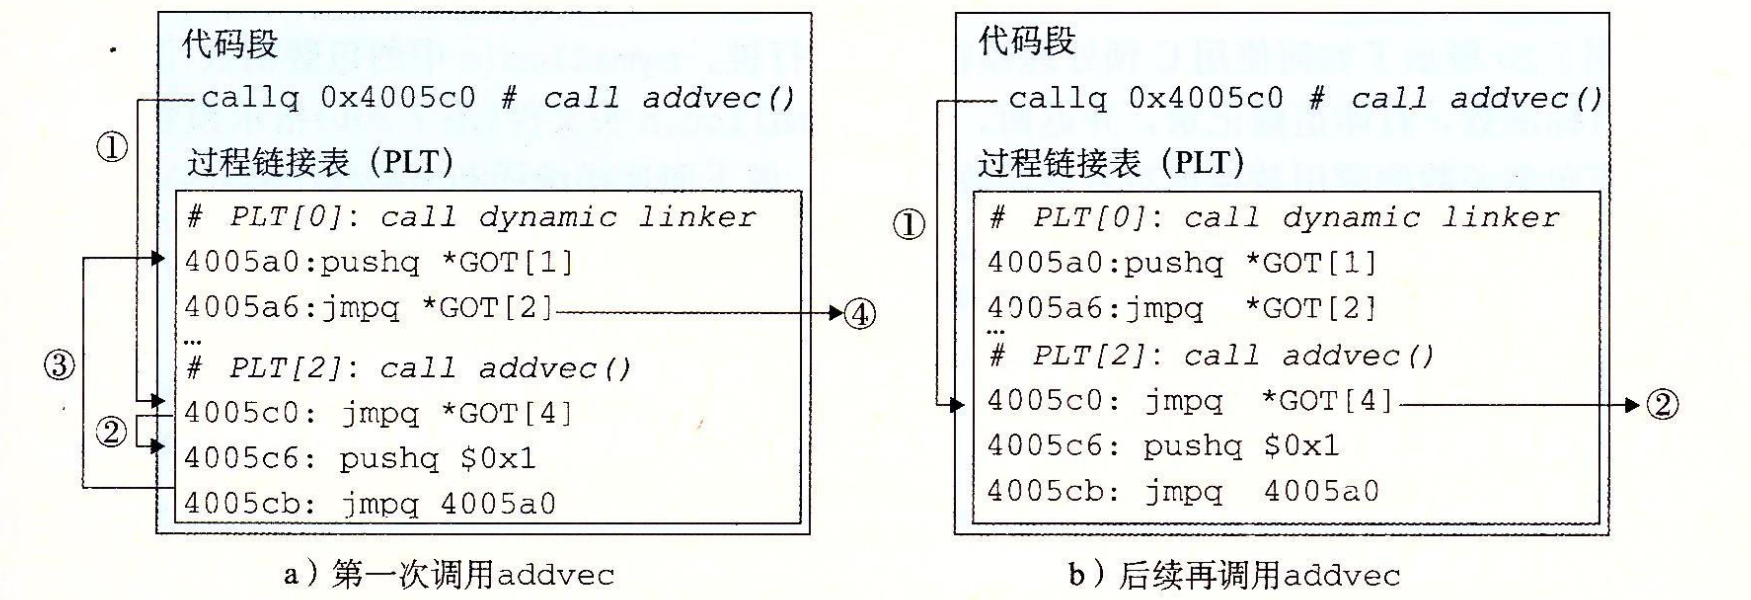 代码段
callq 0x4005c0 # call addvec()
①
过程链接表（PLT）
# PLT[0]: call dynamic linker
4005a0:pushq *GOT[1]
4005a6:jmpq *GOT[2]
④
…
③
# PLT[2]: call addvec()
4005c0: jmpq *GOT[4]
②
4005c6: pushq $0x1
4005cb: jmpq 4005a0
a）第一次调用addvec
代码段
callq 0x4005c0 # call addvec()
过程链接表（PLT）
①
# PLT[0]: call dynamic linker
4005a0:pushq *GOT[1]
4005a6:jmpq *GOT[2]
…
# PLT[2]: call addvec()
4005c0: jmpq *GOT[4]
②
4005c6: pushq $0x1
4005cb: jmpq 4005a0
b）后续再调用addvec